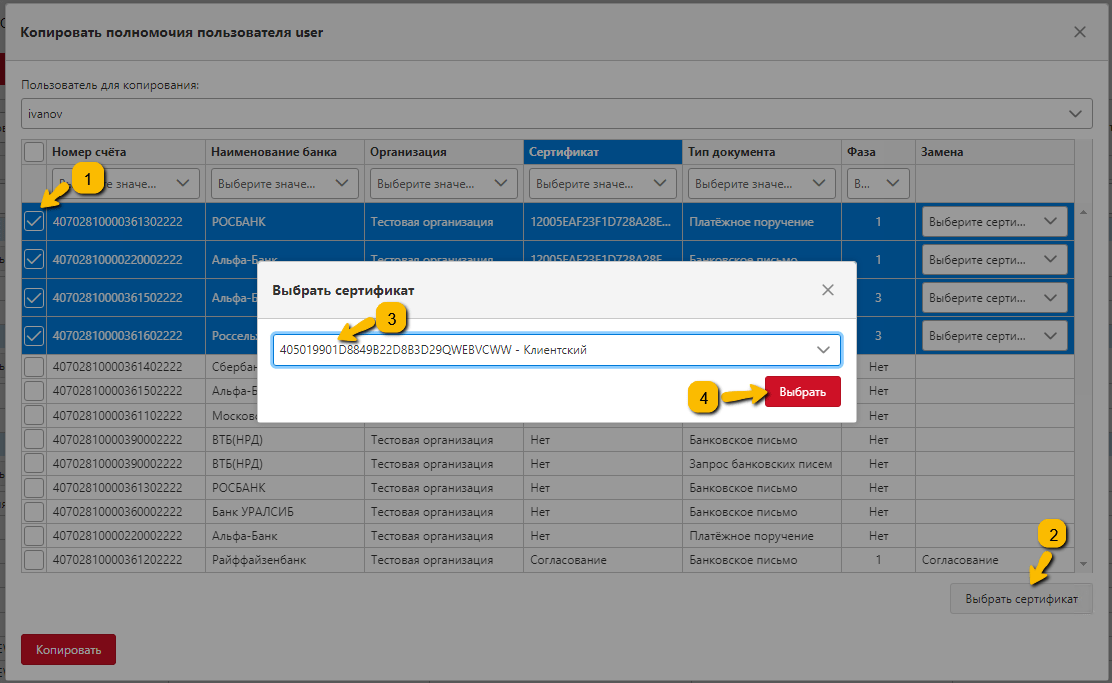 Копировать полномочия пользователя user
Пользователь для копирования:
ivanov
Номер счёта Наименование банка Организация Сертификат Тип документа Фаза Замена
1 значе... Выберите значе... Выберите значе... Выберите значе... Выберите значе... В...
40702810000361302222 РОСБАНК Тестовая организация 12005EAF23F1D728A28E... Платёжное поручение 1 Выберите серти...
40702810000220002222 Альфа-Банк Тестовая организация 12005EAF23F1D728A28E... Банковское письмо 1 Выберите серти...
40702810000361502222 Альфа-Б 3 Выберите серти...
40702810000361602222 Россель 3 Выберите серти...
Выбрать сертификат
3
405019901D8849B22D8B3D29QWEBVCWW - Клиентский
4 Выбрать
40702810000361402222 Сбербан Нет
40702810000361502222 Альфа-Б Нет
40702810000361102222 Московс Нет
40702810000390002222 ВТБ(НРД) Тестовая организация Нет Банковское письмо Нет
40702810000390002222 ВТБ(НРД) Тестовая организация Нет Запрос банковских писем Нет
40702810000361302222 РОСБАНК Тестовая организация Нет Банковское письмо Нет
40702810000360002222 Банк УРАЛСИБ Тестовая организация Нет Банковское письмо Нет
40702810000220002222 Альфа-Банк Тестовая организация Нет Платёжное поручение Нет
40702810000361202222 Райффайзенбанк Тестовая организация Согласование Банковское письмо 1 Согласование
2
Выбрать сертификат
Копировать